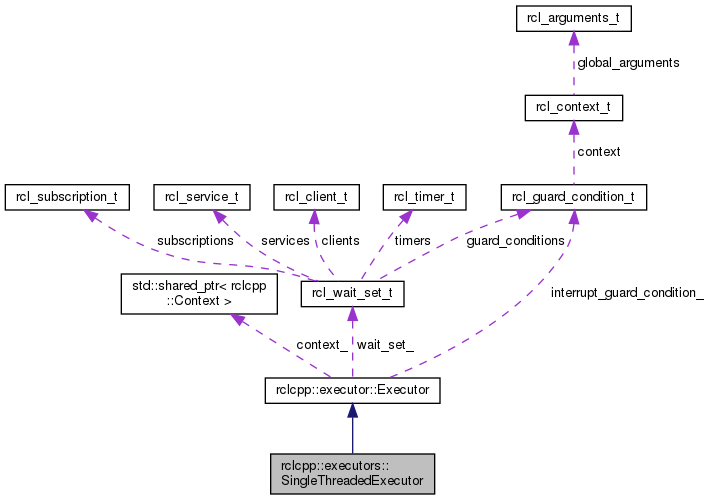 rcl_arguments_t
global_arguments
rcl_context_t
context
rcl_subscription_t
rcl_service_t
rcl_client_t
rcl_timer_t
rcl_guard_condition_t
subscriptions
services
clients
timers
guard_conditions
std::shared_ptr< rclcpp
::Context >
rcl_wait_set_t
interrupt_guard_condition_
context_
wait_set_
rclcpp::executor::Executor
rclcpp::executors::
SingleThreadedExecutor